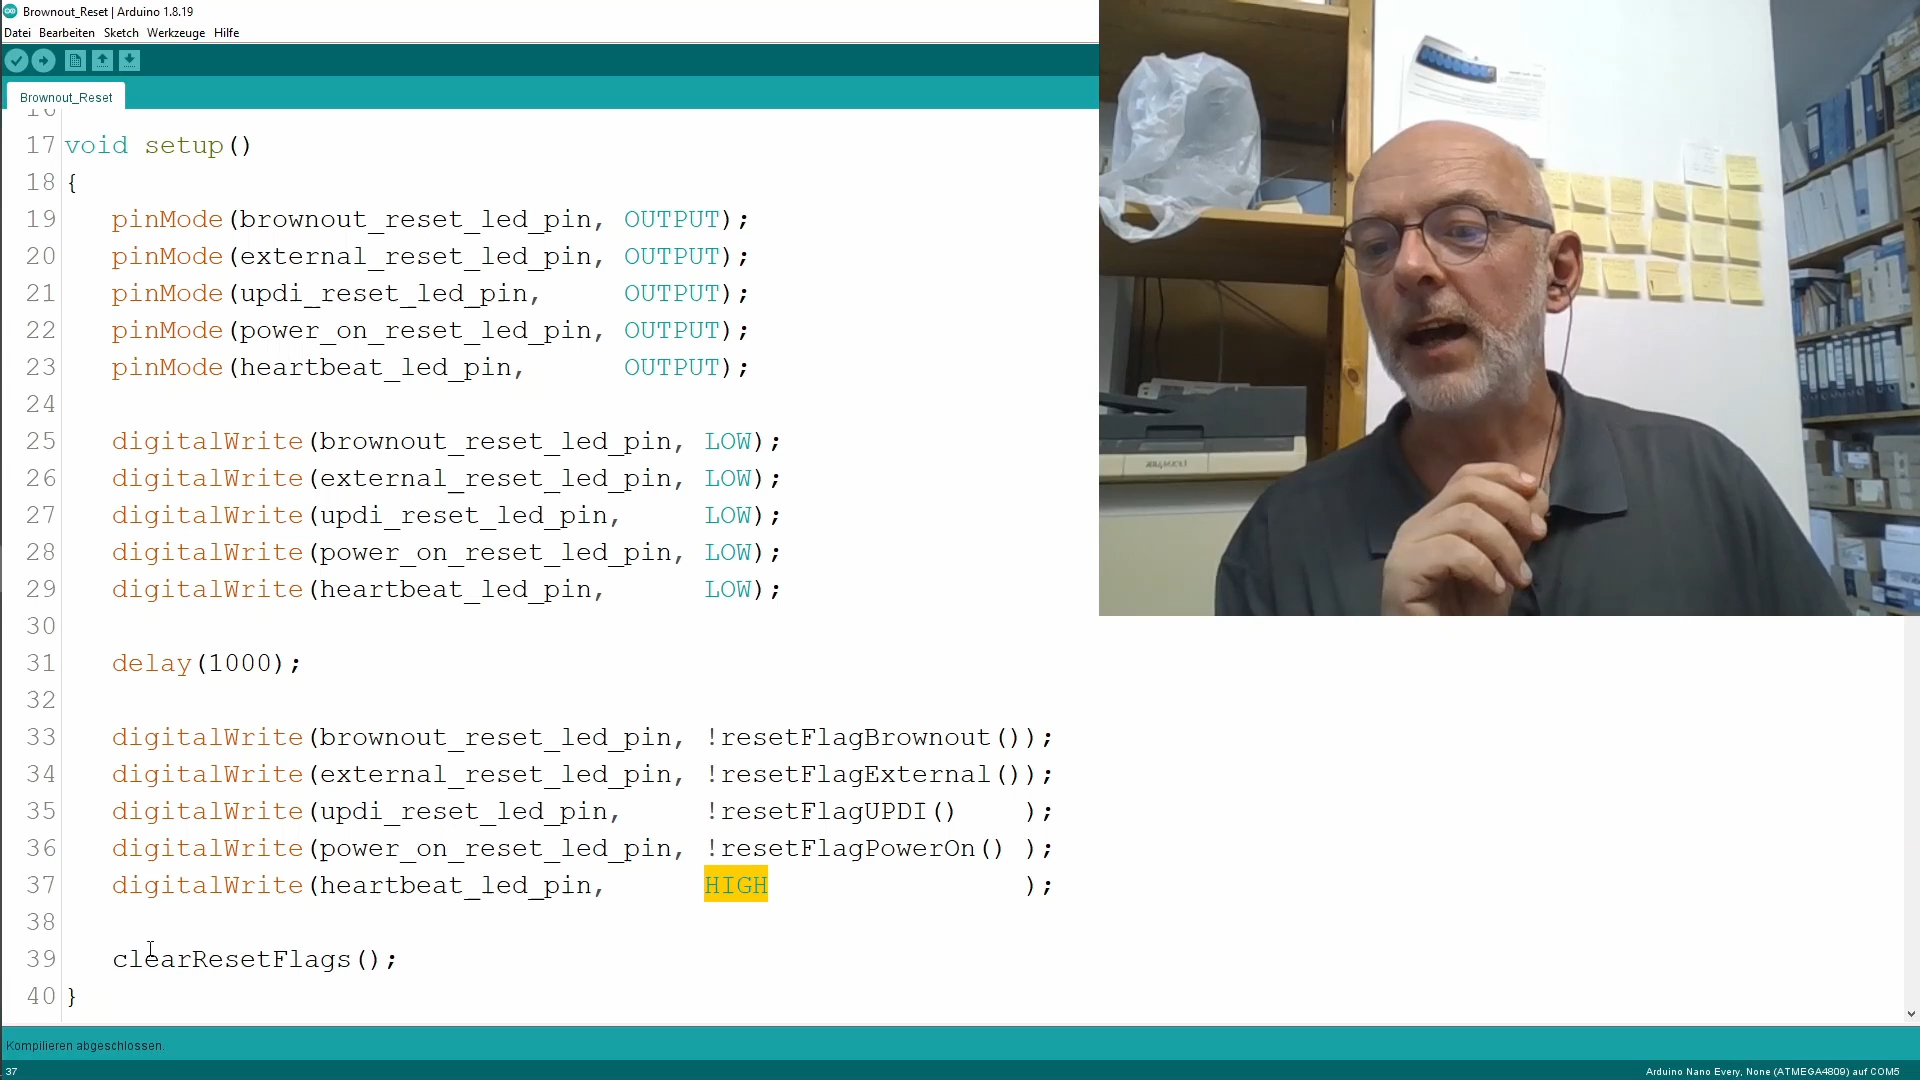 Brownout_Reset | Arduino 1.8.19
Datei Bearbeiten Sketch Werkzeuge Hilfe
Brownout_Reset
16
17 void setup()
18 {
19 pinMode(brownout_reset_led_pin, OUTPUT);
20 pinMode(external_reset_led_pin, OUTPUT);
21 pinMode(updi_reset_led_pin,     OUTPUT);
22 pinMode(power_on_reset_led_pin, OUTPUT);
23 pinMode(heartbeat_led_pin,      OUTPUT);
24
25 digitalWrite(brownout_reset_led_pin, LOW);
26 digitalWrite(external_reset_led_pin, LOW);
27 digitalWrite(updi_reset_led_pin,     LOW);
28 digitalWrite(power_on_reset_led_pin, LOW);
29 digitalWrite(heartbeat_led_pin,      LOW);
30
31 delay(1000);
32
33 digitalWrite(brownout_reset_led_pin, !resetFlagBrownout());
34 digitalWrite(external_reset_led_pin, !resetFlagExternal());
35 digitalWrite(updi_reset_led_pin,     !resetFlagUPDI()    );
36 digitalWrite(power_on_reset_led_pin, !resetFlagPowerOn() );
37 digitalWrite(heartbeat_led_pin,      HIGH                );
38
39 clearResetFlags();
40 }
Kompilieren abgeschlossen.
37
Arduino Nano Every, None (ATMEGA4809) auf COM5